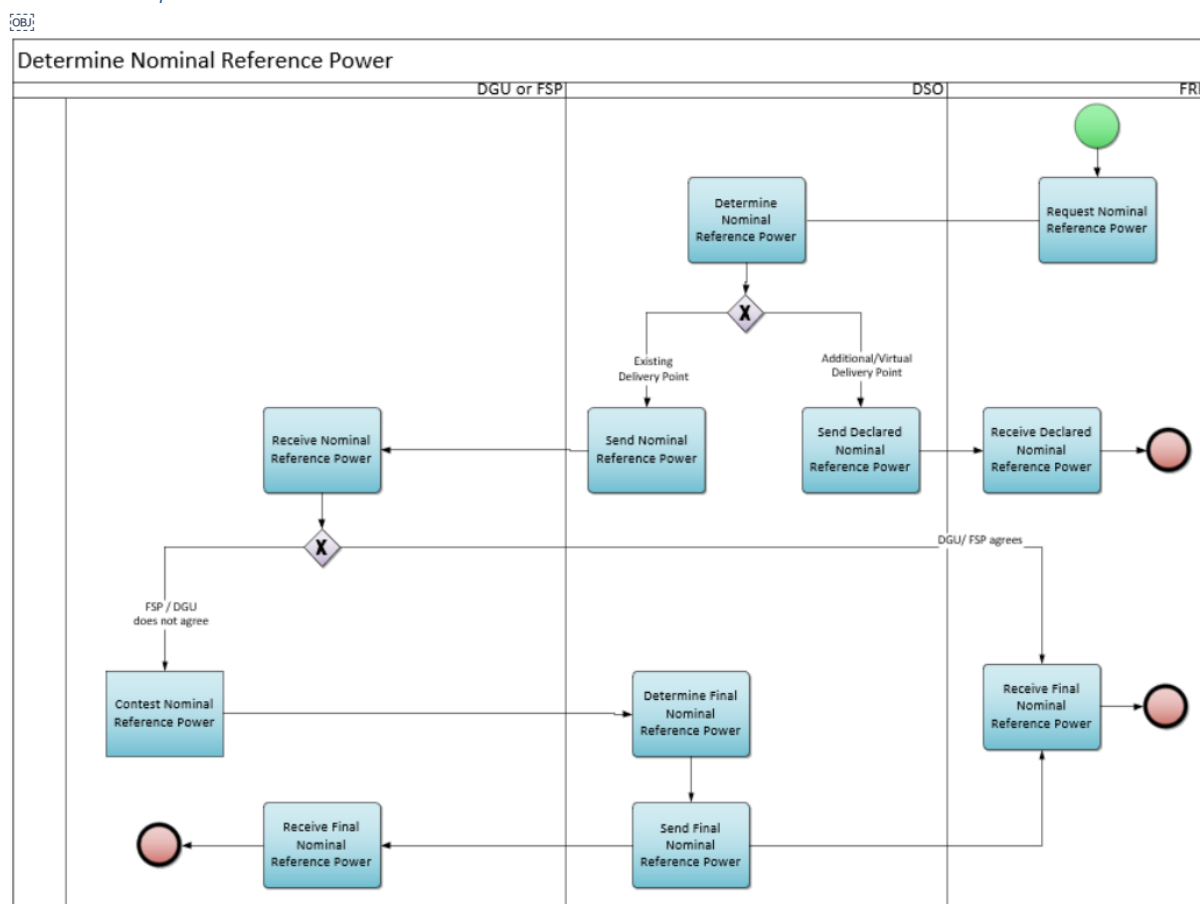 OBJ
Determine Nominal Reference Power
DGU or FSP
DSO
FR
Determine
Nominal
Reference Power
Request Nominal
Reference Power
X
Existing
Delivery Point
Additional/Virtual
Delivery Point
Receive Nominal
Reference Power
Send Nominal
Reference Power
Send Declared
Nominal
Reference Power
Receive Declared
Nominal
Reference Power
X
DGU/ FSP agrees
FSP / DGU
does not agree
Contest Nominal
Reference Power
Determine Final
Nominal
Reference Power
Receive Final
Nominal
Reference Power
Receive Final
Nominal
Reference Power
Send Final
Nominal
Reference Power